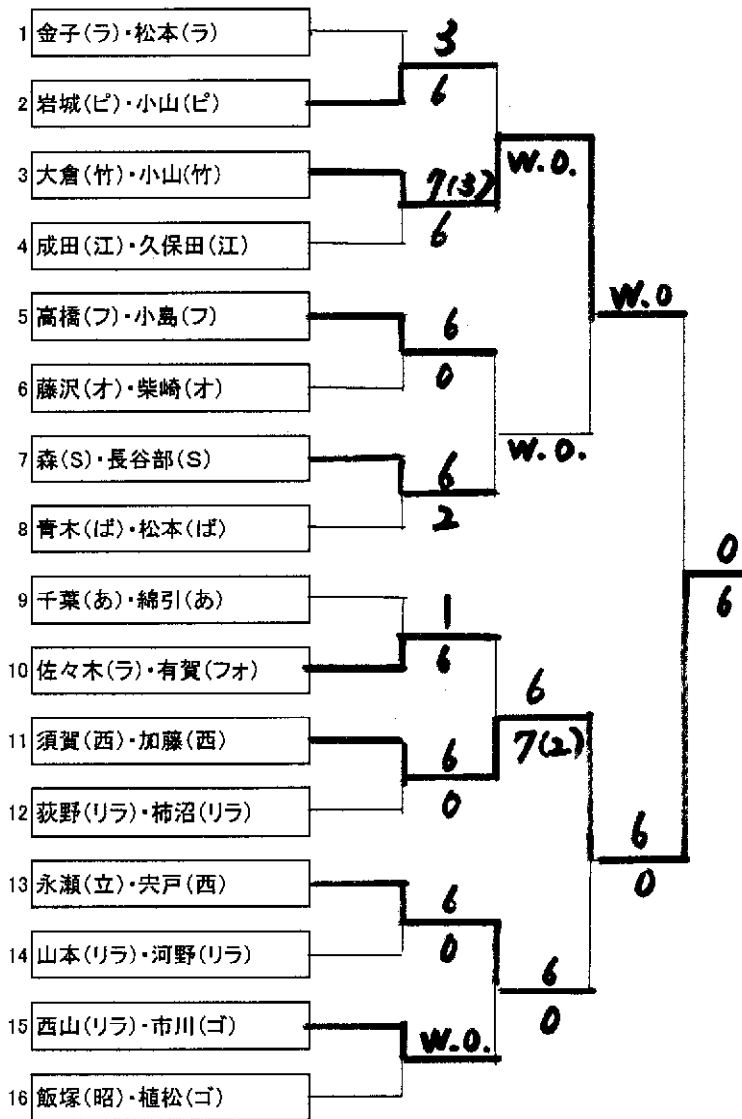 1 金子(ラ)・松本(ラ)
3
6
2 岩城(ピ)・小山(ピ)
W.O.
3 大倉(竹)・小山(竹)
7(3)
6
4 成田(江)・久保田(江)
W.O
5 高橋(フ)・小島(フ)
6
0
6 藤沢(オ)・柴崎(オ)
W.O.
7 森(S)・長谷部(S)
6
2
8 青木(ば)・松本(ば)
0
6
9 千葉(あ)・綿引(あ)
1
6
10 佐々木(ラ)・有賀(フォ)
6
7(2)
11 須賀(西)・加藤(西)
6
0
12 荻野(リラ)・柿沼(リラ)
6
0
13 永瀬(立)・宍戸(西)
6
0
14 山本(リラ)・河野(リラ)
6
0
15 西山(リラ)・市川(ゴ)
W.O.
16 飯塚(昭)・植松(ゴ)